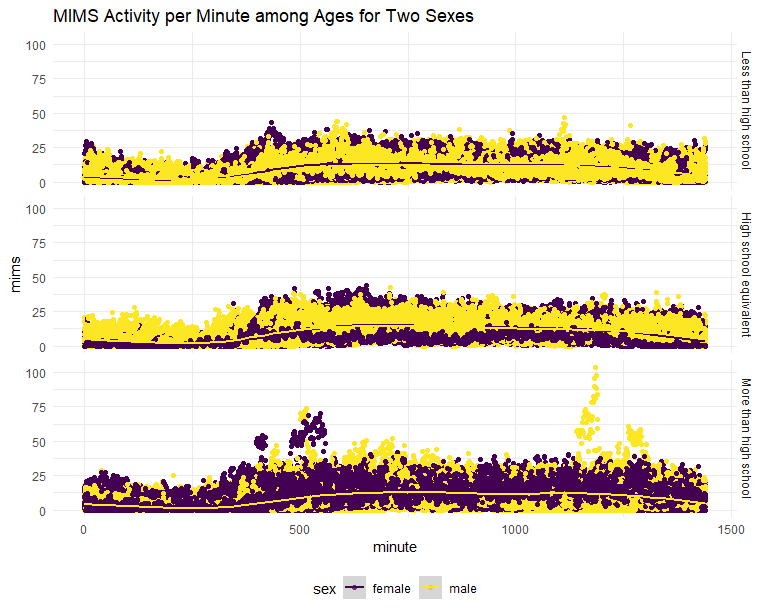 MIMS Activity per Minute among Ages for Two Sexes
100
75
50
25
0
Less than high school
100
75
50
25
0
High school equivalent
100
75
50
25
0
More than high school
mims
0
500
1000
1500
minute
sex
female
male